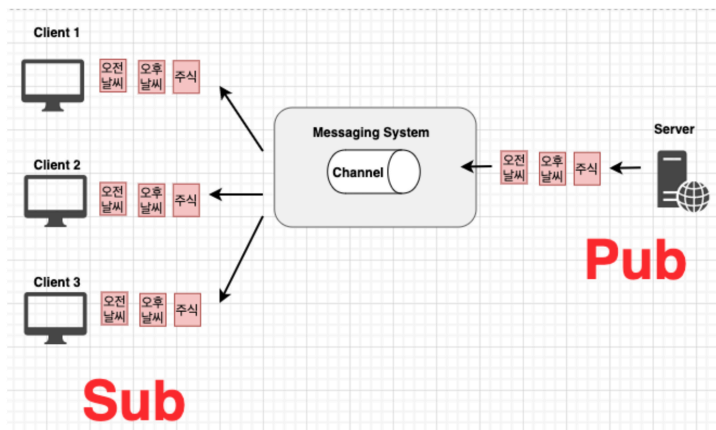 Client 1
오전
날씨
오후
날씨
주식
Messaging System
Channel
오전
날씨
오후
날씨
주식
Server
Client 2
오전
날씨
오후
날씨
주식
Pub
Client 3
오전
날씨
오후
날씨
주식
Sub